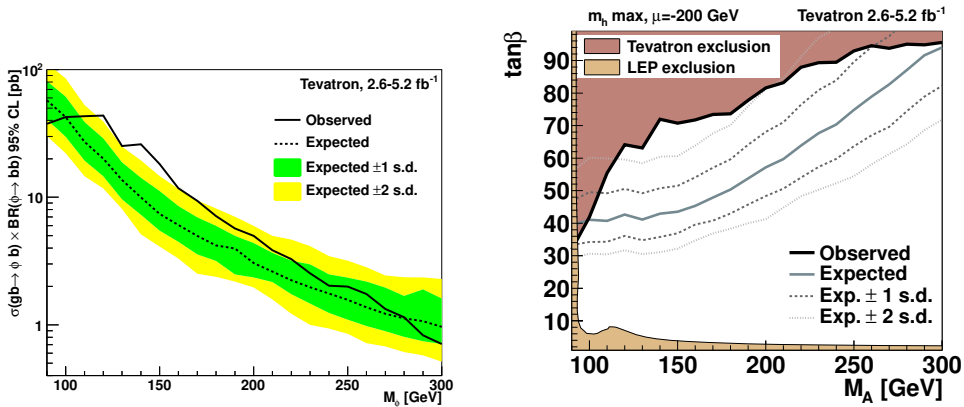 σ(gb→ ϕ b) × BR(ϕ→ bb) 95% CL [pb]
10²
10
1
Tevatron, 2.6-5.2 fb⁻¹
Observed
Expected
Expected ±1 s.d.
Expected ±2 s.d.
100 150 200 250 300
M_ϕ [GeV]
m_h max, μ=-200 GeV Tevatron 2.6-5.2 fb⁻¹
tanβ
Tevatron exclusion
LEP exclusion
90
80
70
60
50
40
30
20
10
Observed
Expected
Exp. ± 1 s.d.
Exp. ± 2 s.d.
100 150 200 250 300
M_A [GeV]